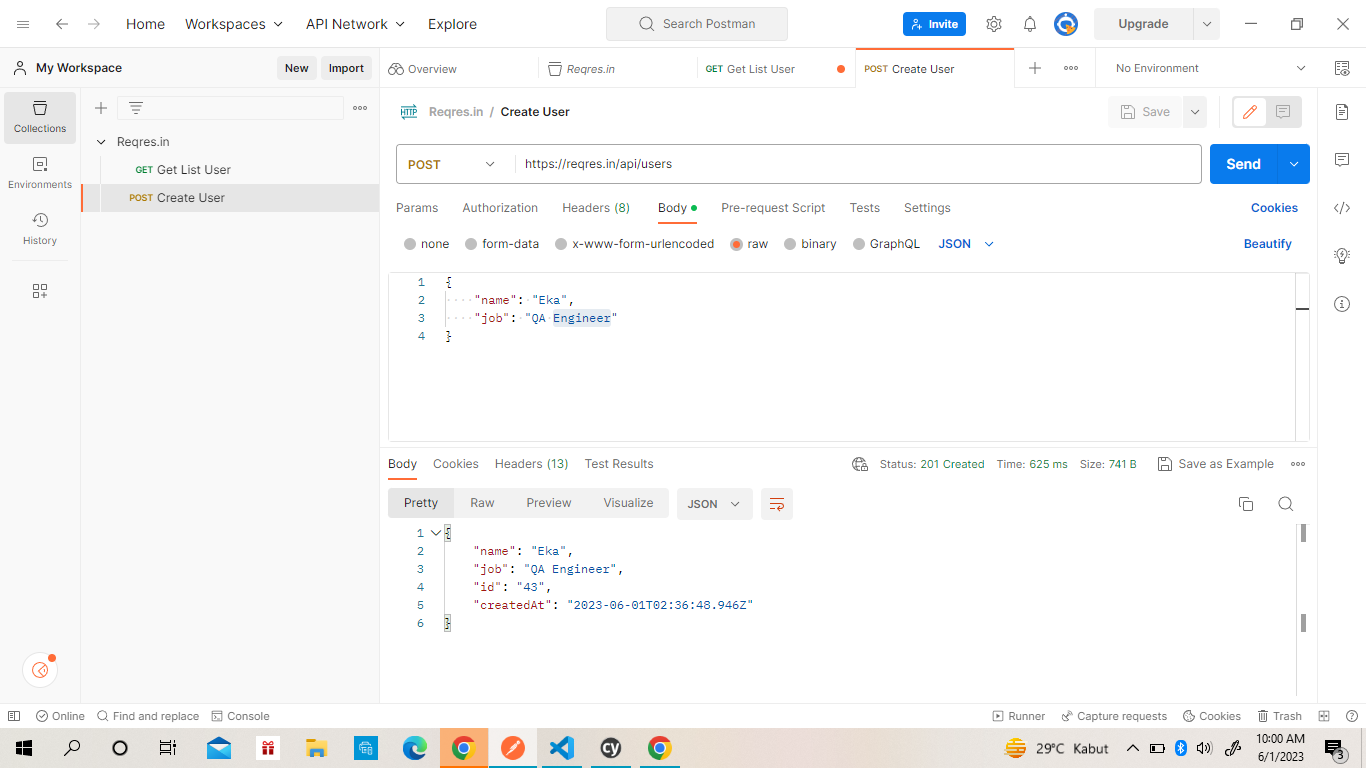 Home Workspaces API Network Explore Search Postman Invite Upgrade
My Workspace New Import Overview Reqres.in GET Get List User POST Create User No Environment
Collections
Environments
History
Reqres.in
GET Get List User
POST Create User
HTTP Reqres.in / Create User Save
POST https://reqres.in/api/users Send
Params Authorization Headers (8) Body Pre-request Script Tests Settings Cookies
none form-data x-www-form-urlencoded raw binary GraphQL JSON Beautify
1 {
2 "name": "Eka",
3 "job": "QA Engineer"
4 }
Body Cookies Headers (13) Test Results Status: 201 Created Time: 625 ms Size: 741 B Save as Example
Pretty Raw Preview Visualize JSON
1 {
2 "name": "Eka",
3 "job": "QA Engineer",
4 "id": "43",
5 "createdAt": "2023-06-01T02:36:48.946Z"
6 }
Online Find and replace Console Runner Capture requests Cookies Trash
cy 29°C Kabut 10:00 AM
6/1/2023 3